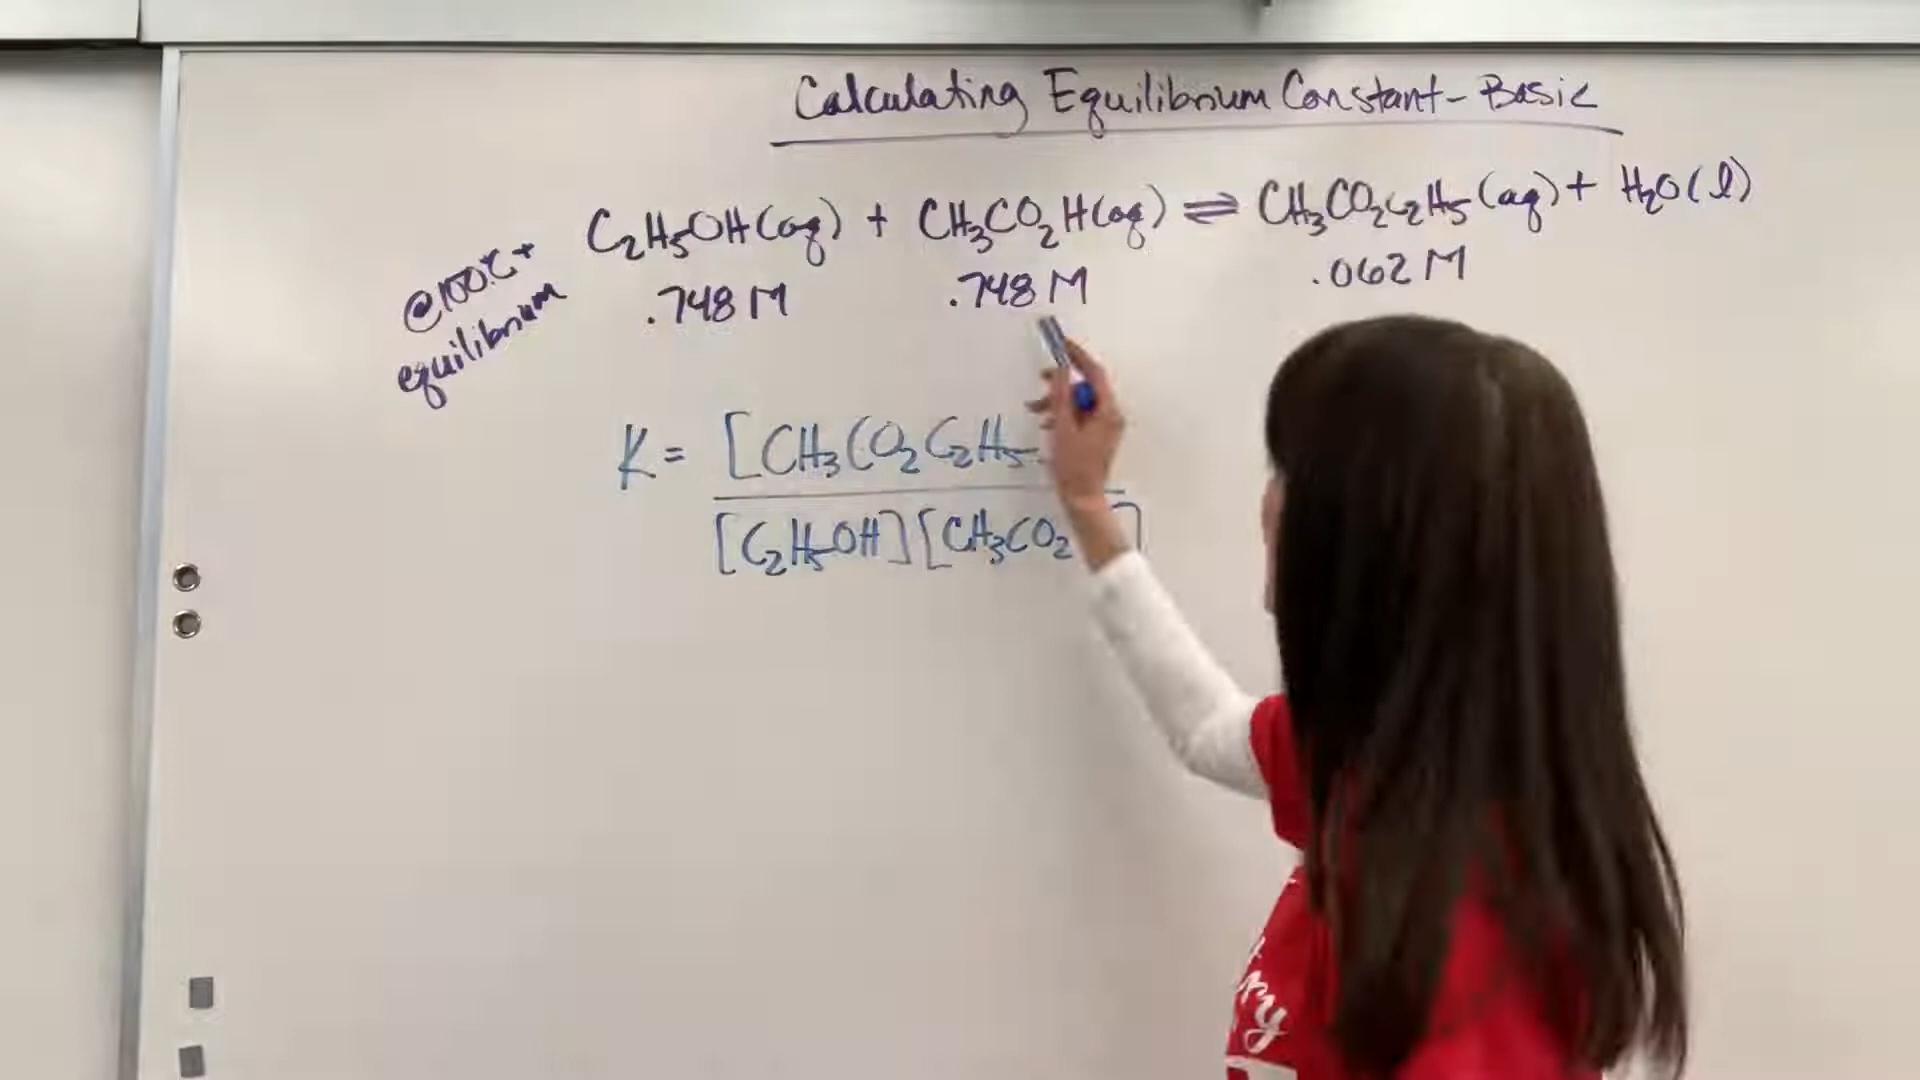 Calculating Equilibrium Constant - Basic
C₂H₅OH(aq) + CH₃CO₂H(aq) ⇌ CH₃CO₂C₂H₅(aq) + H₂O(l)
@100℃ +
equilibrium
.748 M .748 M .062 M
K = [CH₃CO₂C₂H₅
[C₂H₅OH][CH₃CO₂ ]